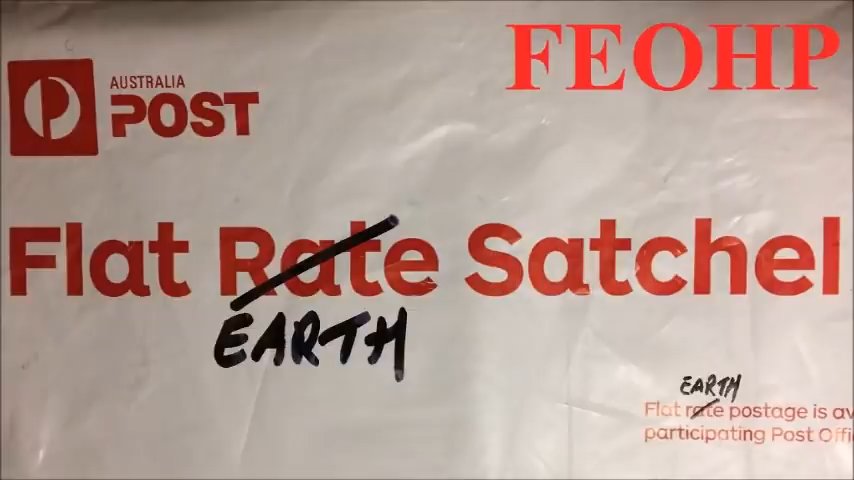 FEOHP
AUSTRALIA
POST
Flat Rate Satchel
EARTH
EARTH
Flat rate postage is av
participating Post Offi